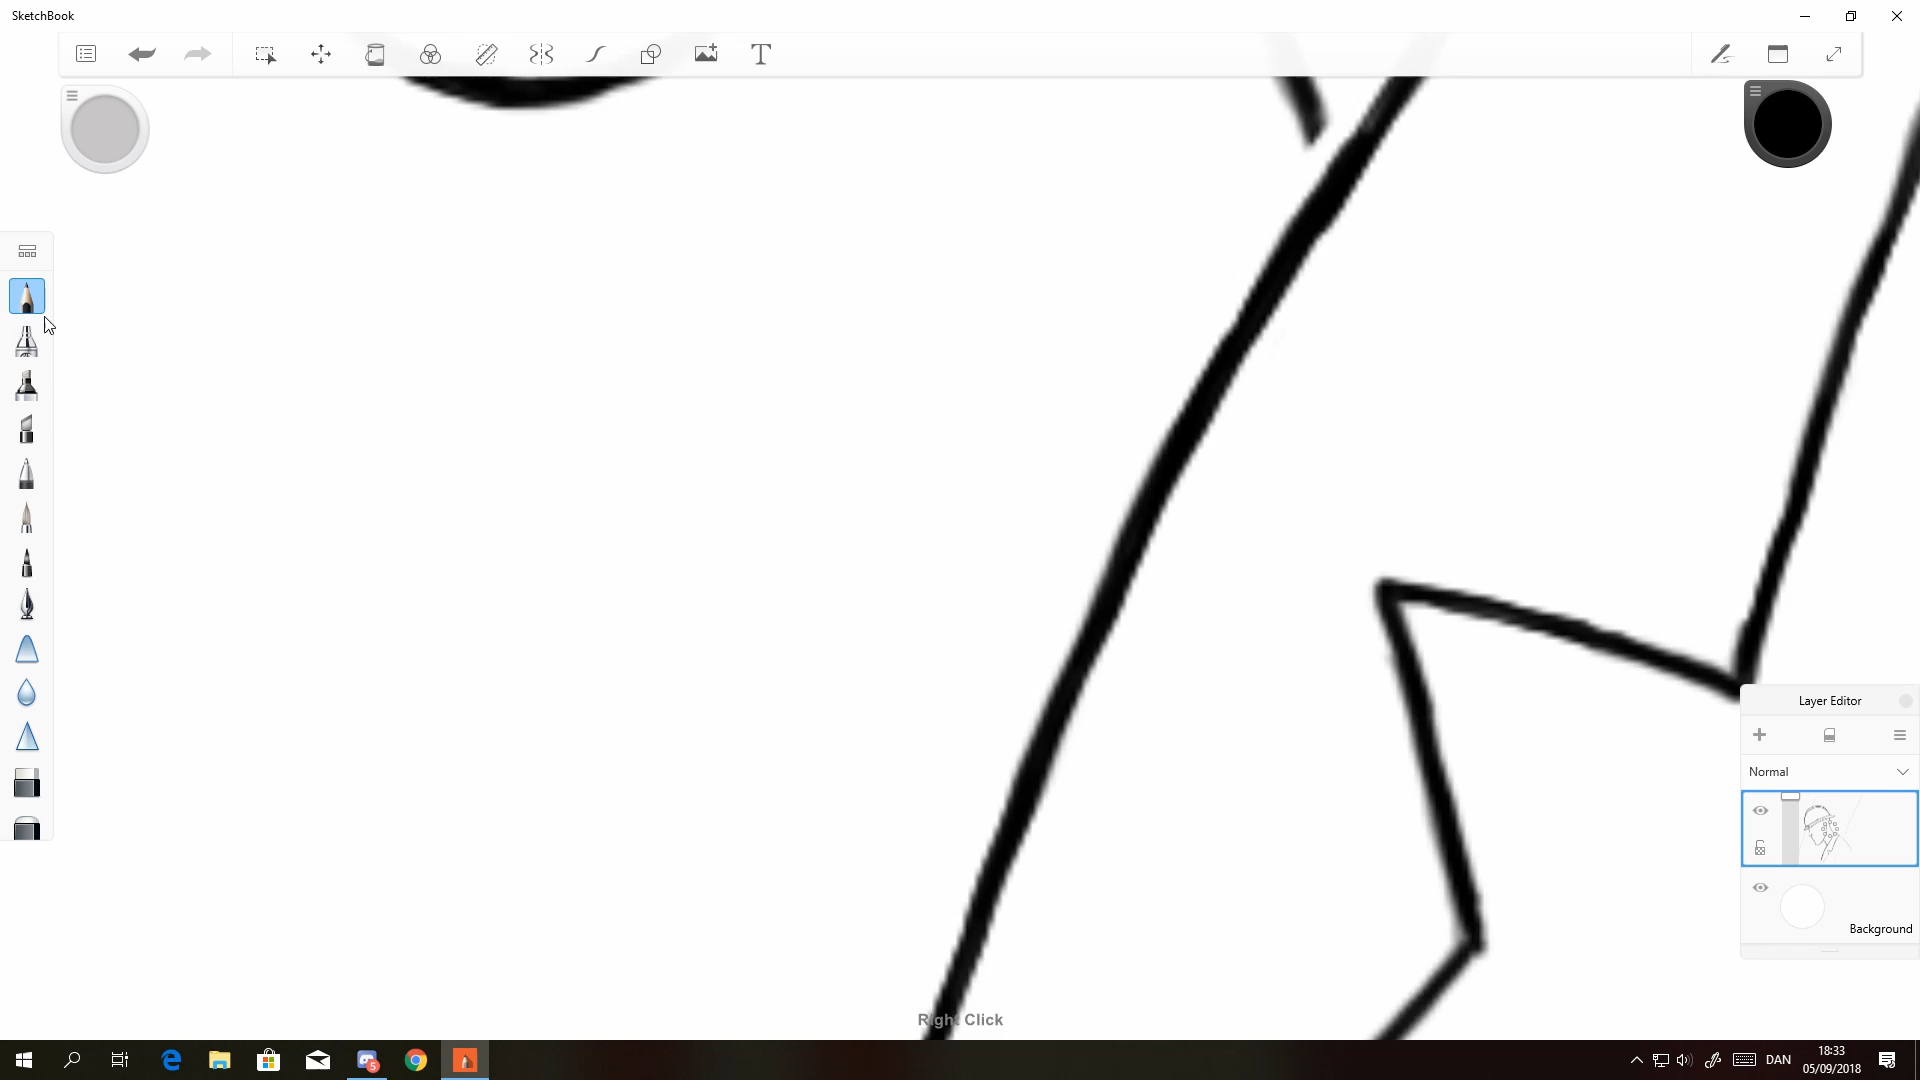 SketchBook
T
Layer Editor
Normal
Background
Right Click
S
DAN
18:33
05/09/2018